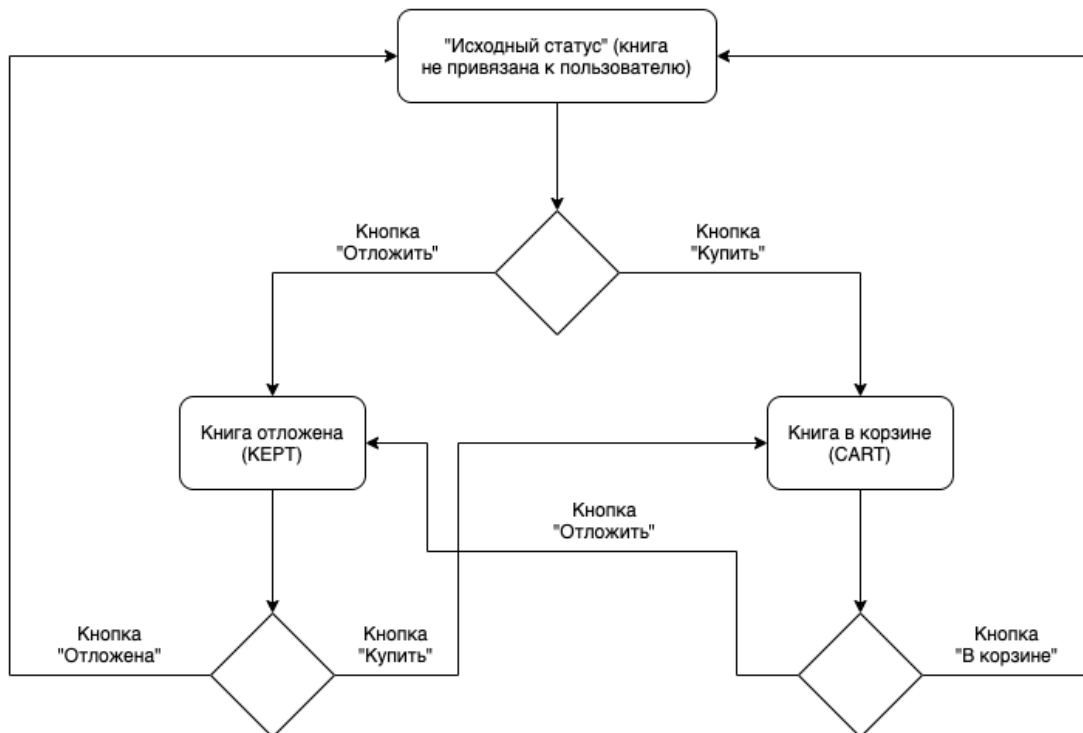 "Исходный статус" (книга
не привязана к пользователю)
Кнопка
"Отложить"
Кнопка
"Купить"
Книга отложена
(KEPT)
Книга в корзине
(CART)
Кнопка
"Отложить"
Кнопка
"Отложена"
Кнопка
"Купить"
Кнопка
"В корзине"